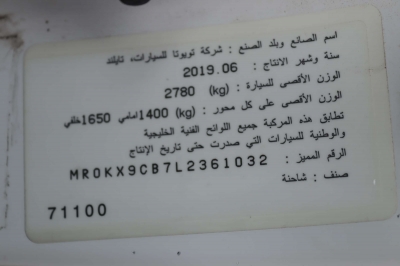 اسم الصانع وبلد الصنع : شركة تويوتا للسيارات، تايلند
سنة وشهر الانتاج : 2019.06
الوزن الأقصى للسيارة : (kg) 2780
الوزن الأقصى على كل محور : (kg) 1400 امامي 1650 خلفي
تطابق هذه المركبة جميع اللوائح الفنية الخليجية
والوطنية للسيارات التي صدرت حتى تاريخ الإنتاج
الرقم المميز : MR0KX9CB7L2361032
صنف : شاحنة
71100